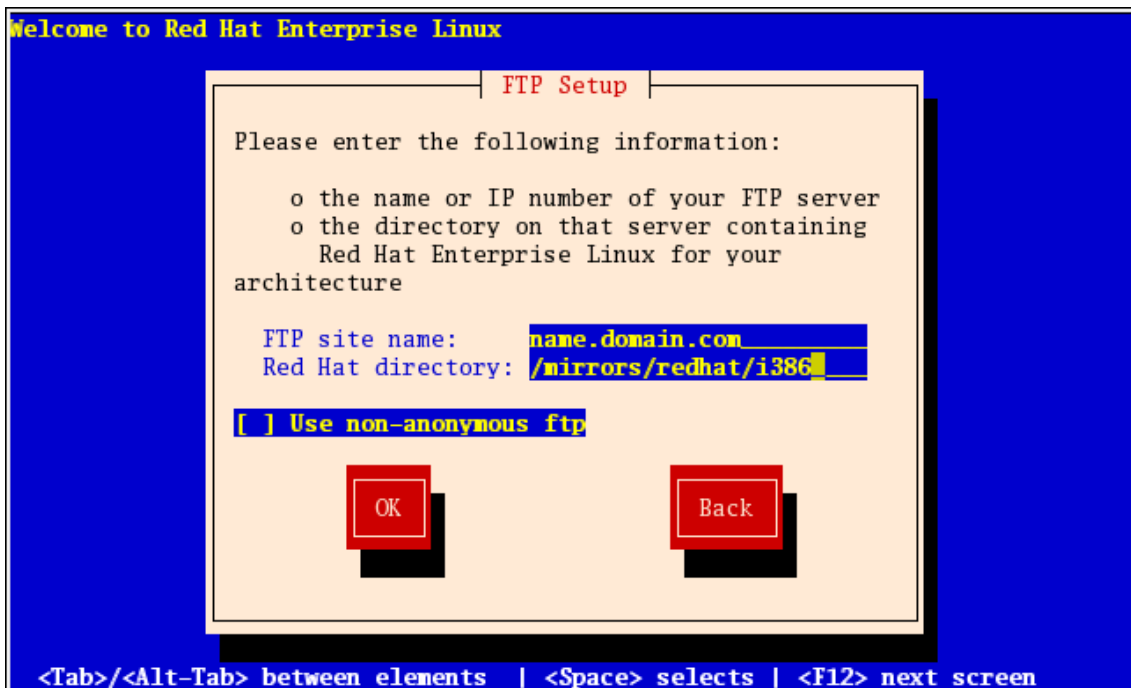 Welcome to Red Hat Enterprise Linux
FTP Setup
Please enter the following information:
o the name or IP number of your FTP server
o the directory on that server containing
Red Hat Enterprise Linux for your
architecture
FTP site name: name.domain.com
Red Hat directory: /mirrors/redhat/i386
[ ] Use non-anonymous ftp
OK Back
<Tab>/<Alt-Tab> between elements | <Space> selects | <F12> next screen